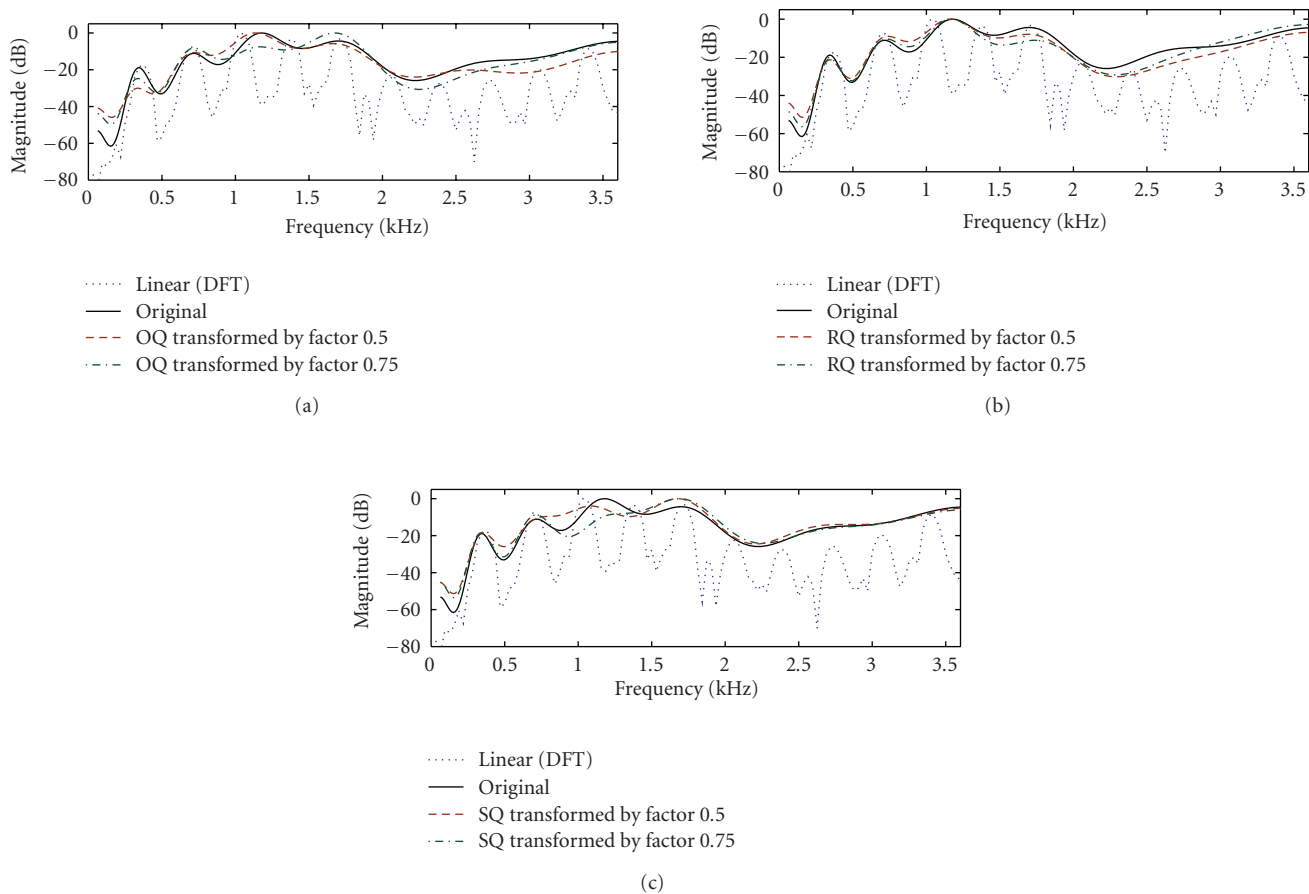 Magnitude (dB)
0
−20
−40
−60
−80
0 0.5 1 1.5 2 2.5 3 3.5
Frequency (kHz)
Linear (DFT)
Original
OQ transformed by factor 0.5
OQ transformed by factor 0.75
(a)
Magnitude (dB)
0
−20
−40
−60
−80
0 0.5 1 1.5 2 2.5 3 3.5
Frequency (kHz)
Linear (DFT)
Original
RQ transformed by factor 0.5
RQ transformed by factor 0.75
(b)
Magnitude (dB)
0
−20
−40
−60
−80
0 0.5 1 1.5 2 2.5 3 3.5
Frequency (kHz)
Linear (DFT)
Original
SQ transformed by factor 0.5
SQ transformed by factor 0.75
(c)